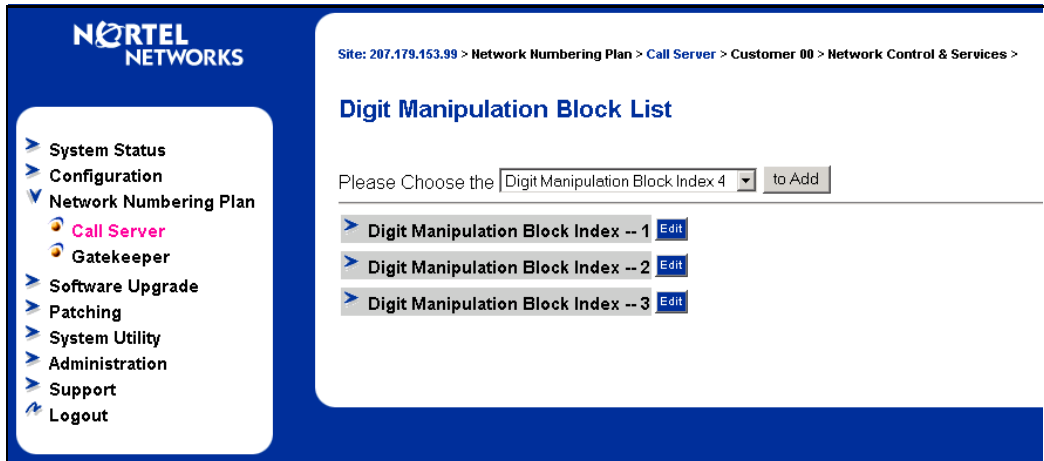 NORTEL
NETWORKS
System Status
Configuration
Network Numbering Plan
Call Server
Gatekeeper
Software Upgrade
Patching
System Utility
Administration
Support
Logout
Site: 207.179.153.99 > Network Numbering Plan > Call Server > Customer 00 > Network Control & Services >
Digit Manipulation Block List
Please Choose the Digit Manipulation Block Index 4 to Add
Digit Manipulation Block Index -- 1 Edit
Digit Manipulation Block Index -- 2 Edit
Digit Manipulation Block Index -- 3 Edit